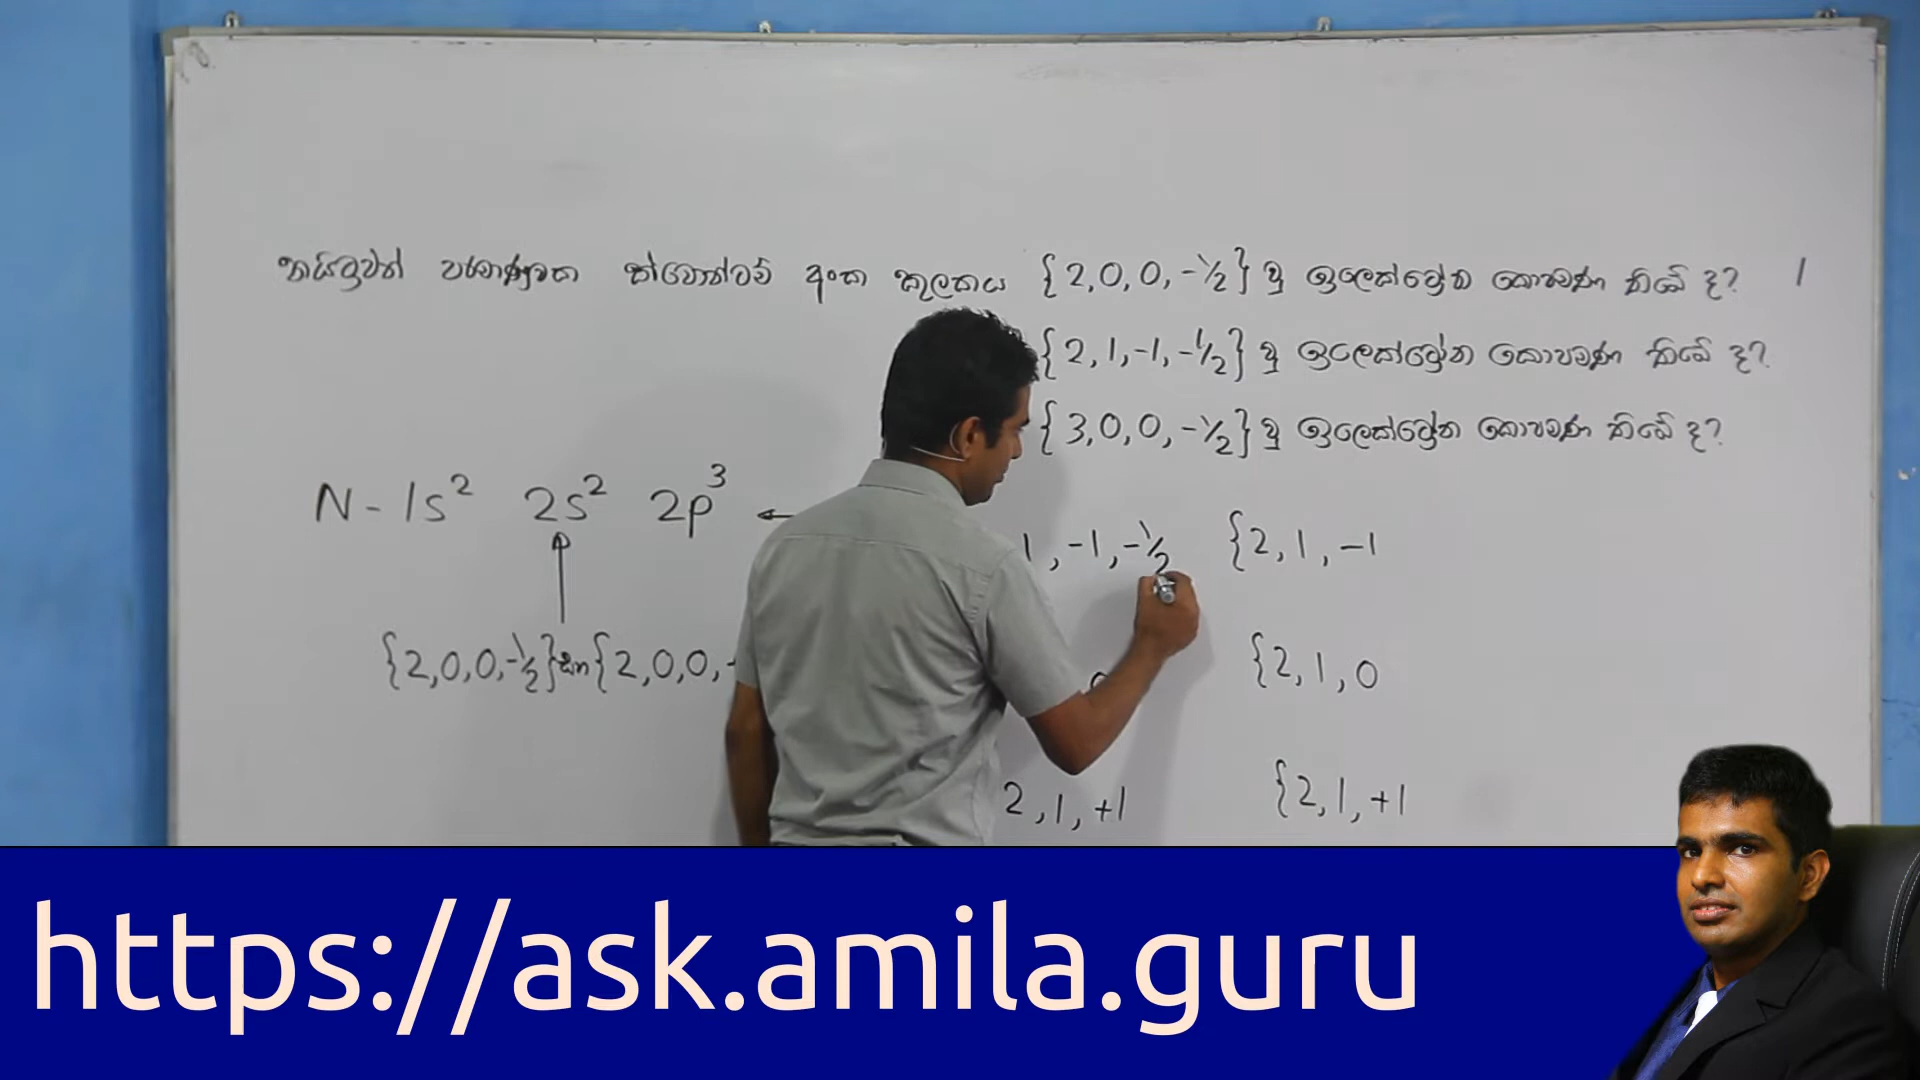 නයිට්‍රජන් පරමාණුවක ක්වොන්ටම් අංක කුලකය {2,0,0,-1/2} වූ ඉලෙක්ට්‍රෝන කොපමණ තිබේ ද? 1
{2,1,-1,-1/2} වූ ඉලෙක්ට්‍රෝන කොපමණ තිබේ ද?
{3,0,0,-1/2} වූ ඉලෙක්ට්‍රෝන කොපමණ තිබේ ද?
N - 1s² 2s² 2p³ ←
1, -1, -1/2 {2, 1, -1
{2,0,0,-1/2} සහ {2,0,0,- {2, 1, 0
2, 1, +1 {2, 1, +1
https://ask.amila.guru